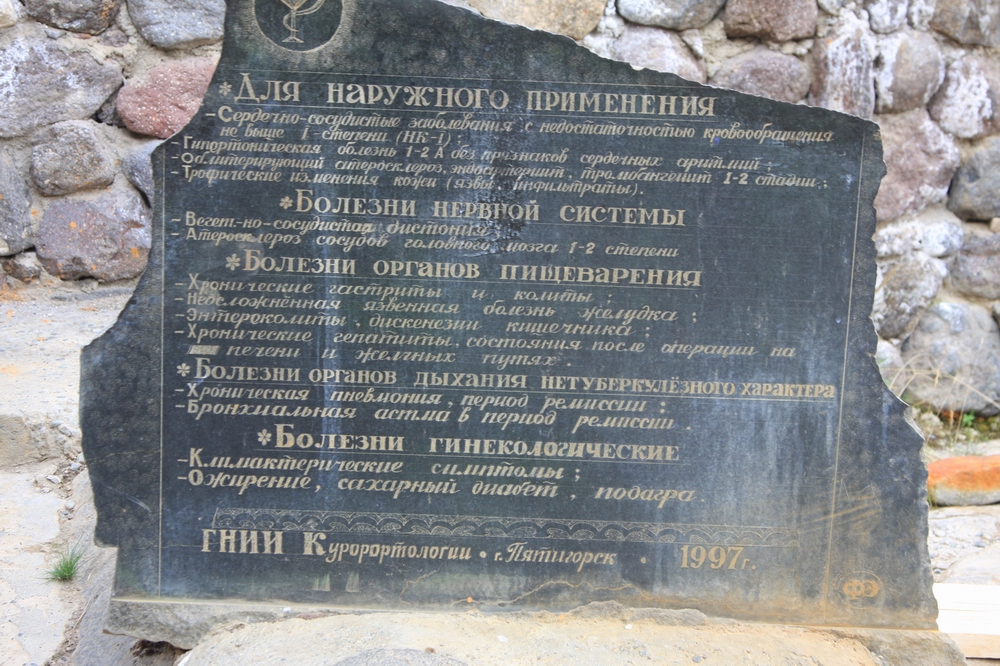 *Для наружного применения
-Сердечно-сосудистые заболевания с недостаточностью кровообращения
не выше 1-степени (НК-1);
-Гипортоническая болезнь 1-2 А без признаков сердечных аритмий;
-Облитерирующий атеросклероз, эндоартериит, тромбангеиит 1-2 стадии;
-Трофические изменения кожи (язвы, инфильтраты).
*Болезни нервной системы
-Вегет-но-сосудистая дистония
-Атеросклероз сосудов головного мозга 1-2 степени
*Болезни органов пищеварения
-Хронические гастриты и колиты;
-Неосложнённая язвенная болезнь желудка;
-Энтероколиты, дискенезии кишечника;
-Хронические гепатиты, состояния после операции на
печени и желчных путях.
*Болезни органов дыхания нетуберкулёзного характера
-Хроническая пневмония, период ремиссии;
-Бронхиальная астма в период ремиссии.
*Болезни гинекологические
-Климактерические симптомы;
-Ожирение, сахарный диабет, подагра.
ГНИИ Куророртологии • г. Пятигорск • 1997г.